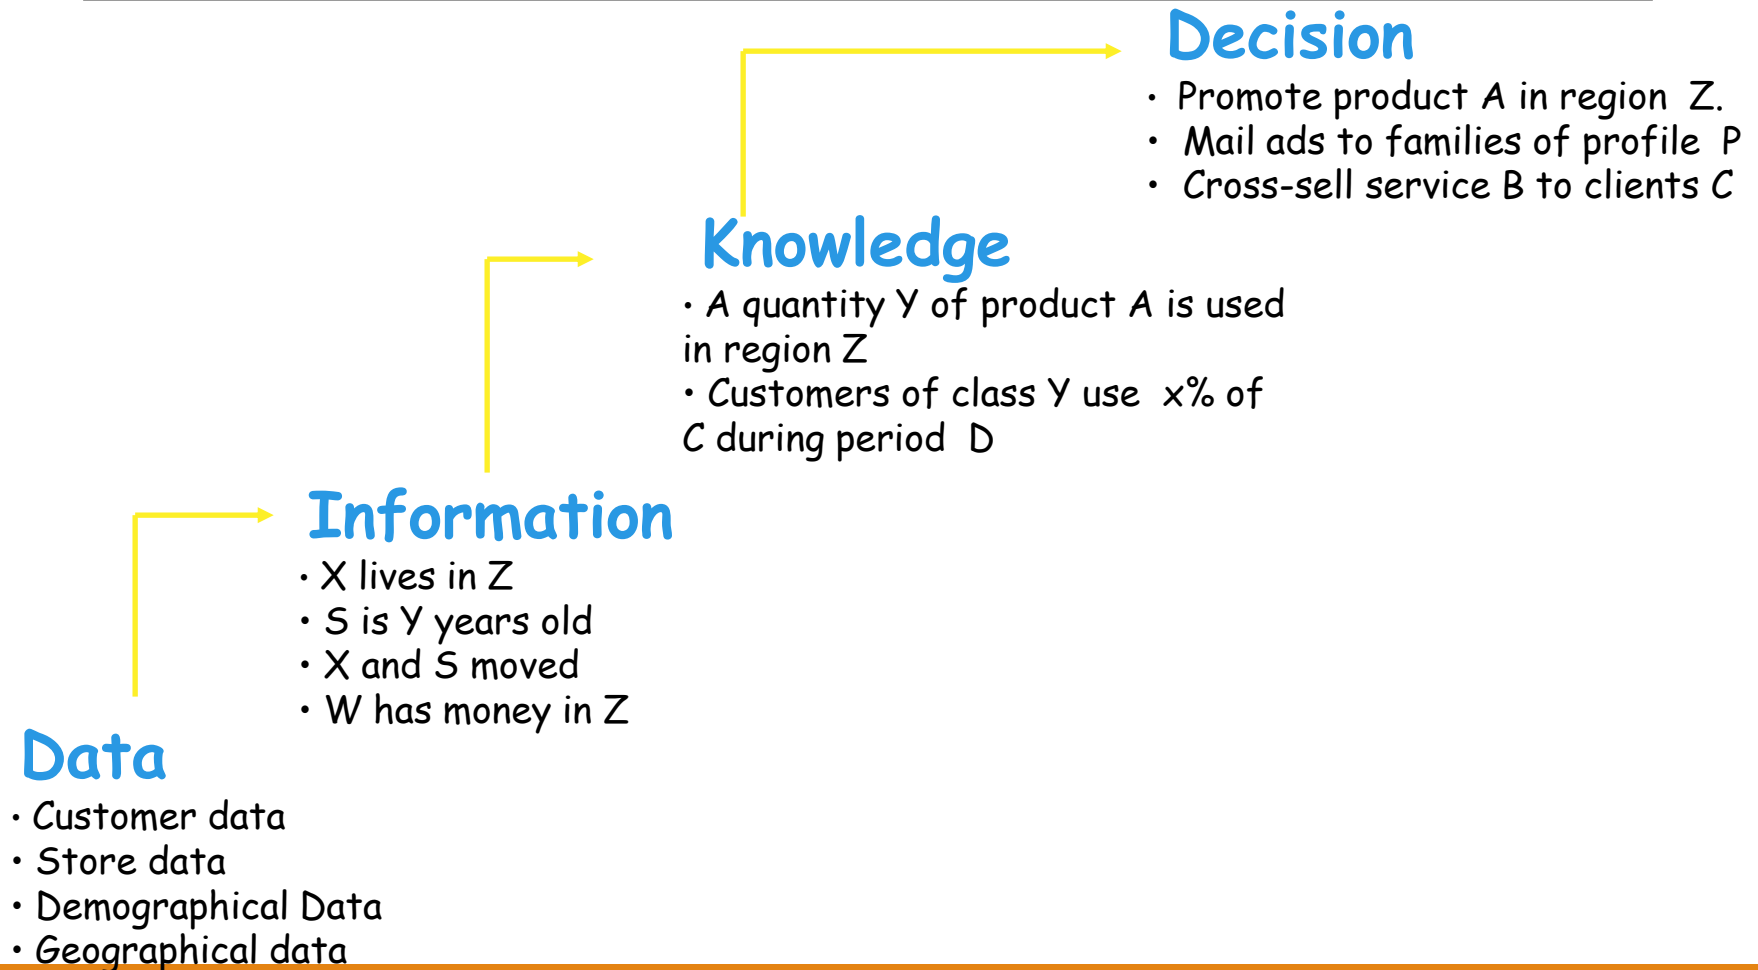 Decision
• Promote product A in region Z.
• Mail ads to families of profile P
• Cross-sell service B to clients C
Knowledge
• A quantity Y of product A is used
in region Z
• Customers of class Y use x% of
C during period D
Information
• X lives in Z
• S is Y years old
• X and S moved
• W has money in Z
Data
• Customer data
• Store data
• Demographical Data
• Geographical data